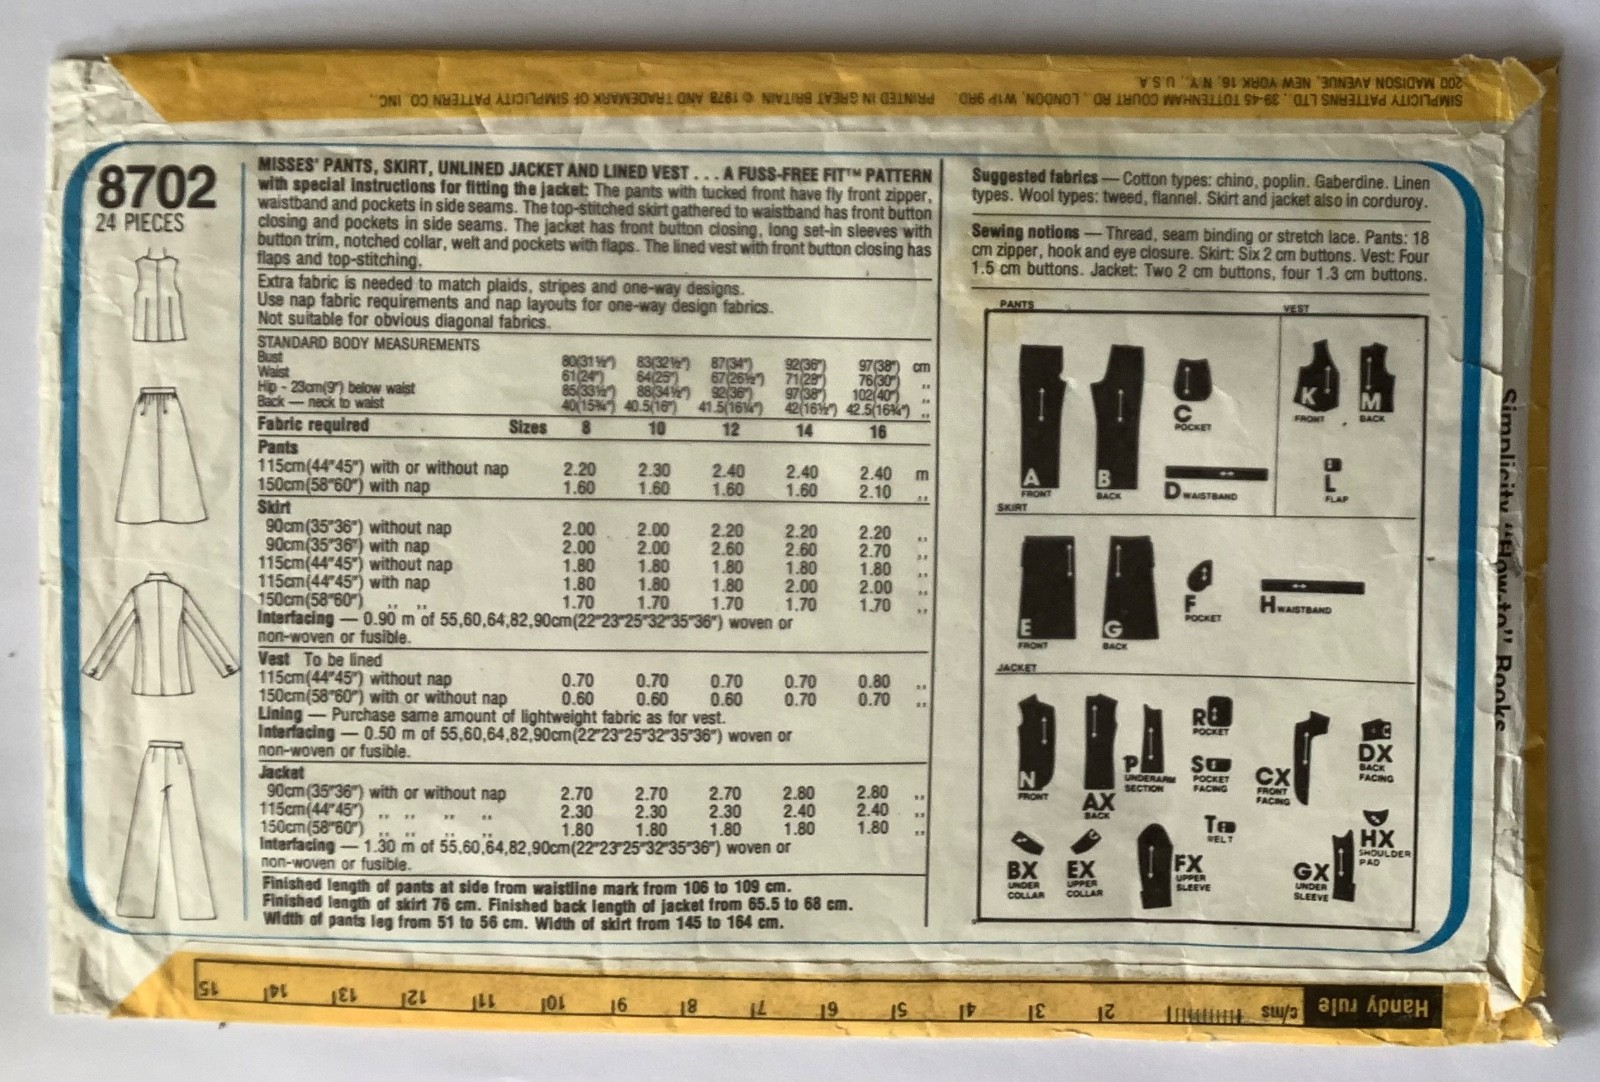 200 MADISON AVENUE, NEW YORK 16, N.Y., U S A
SIMPLICITY PATTERNS LTD., 39-45 TOTTENHAM COURT RD., LONDON, W1P 9RD. PRINTED IN GREAT BRITAIN © 1978 AND TRADEMARK OF SIMPLICITY PATTERN CO. INC.,
8702
24 PIECES
MISSES' PANTS, SKIRT, UNLINED JACKET AND LINED VEST . . . A FUSS-FREE FIT™ PATTERN
with special instructions for fitting the jacket: The pants with tucked front have fly front zipper,
waistband and pockets in side seams. The top-stitched skirt gathered to waistband has front button
closing and pockets in side seams. The jacket has front button closing, long set-in sleeves with
button trim, notched collar, welt and pockets with flaps. The lined vest with front button closing has
flaps and top-stitching.
Extra fabric is needed to match plaids, stripes and one-way designs.
Use nap fabric requirements and nap layouts for one-way design fabrics.
Not suitable for obvious diagonal fabrics.
STANDARD BODY MEASUREMENTS
Bust 80(31½") 83(32½") 87(34") 92(36") 97(38") cm
Waist 61(24") 64(25") 67(26½") 71(28") 76(30") ,,
Hip - 23cm(9") below waist 85(33½") 88(34½") 92(36") 97(38") 102(40") ,,
Back — neck to waist 40(15¾") 40.5(16") 41.5(16¼") 42(16½") 42.5(16¾") ,,
Fabric required Sizes 8 10 12 14 16
Pants
115cm(44"45") with or without nap 2.20 2.30 2.40 2.40 2.40 m
150cm(58"60") with nap 1.60 1.60 1.60 1.60 2.10 ,,
Skirt
90cm(35"36") without nap 2.00 2.00 2.20 2.20 2.20 ,,
90cm(35"36") with nap 2.00 2.00 2.60 2.60 2.70 ,,
115cm(44"45") without nap 1.80 1.80 1.80 1.80 1.80 ,,
115cm(44"45") with nap 1.80 1.80 1.80 2.00 2.00 ,,
150cm(58"60") ,, ,, 1.70 1.70 1.70 1.70 1.70 ,,
Interfacing — 0.90 m of 55,60,64,82,90cm(22"23"25"32"35"36") woven or
non-woven or fusible.
Vest To be lined
115cm(44"45") without nap 0.70 0.70 0.70 0.70 0.80 ,,
150cm(58"60") with or without nap 0.60 0.60 0.60 0.70 0.70 ,,
Lining — Purchase same amount of lightweight fabric as for vest.
Interfacing — 0.50 m of 55,60,64,82,90cm(22"23"25"32"35"36") woven or
non-woven or fusible.
Jacket
90cm(35"36") with or without nap 2.70 2.70 2.70 2.80 2.80 ,,
115cm(44"45") ,, ,, ,, ,, 2.30 2.30 2.30 2.40 2.40 ,,
150cm(58"60") ,, ,, ,, ,, 1.80 1.80 1.80 1.80 1.80 ,,
Interfacing — 1.30 m of 55,60,64,82,90cm(22"23"25"32"35"36") woven or
non-woven or fusible.
Finished length of pants at side from waistline mark from 106 to 109 cm.
Finished length of skirt 76 cm. Finished back length of jacket from 65.5 to 68 cm.
Width of pants leg from 51 to 56 cm. Width of skirt from 145 to 164 cm.
Suggested fabrics — Cotton types: chino, poplin. Gaberdine. Linen
types. Wool types: tweed, flannel. Skirt and jacket also in corduroy.
Sewing notions — Thread, seam binding or stretch lace. Pants: 18
cm zipper, hook and eye closure. Skirt: Six 2 cm buttons. Vest: Four
1.5 cm buttons. Jacket: Two 2 cm buttons, four 1.3 cm buttons.
PANTS
A
FRONT
B
BACK
C
POCKET
D WAISTBAND
VEST
K
FRONT
M
BACK
L
FLAP
SKIRT
E
FRONT
G
BACK
F
POCKET
H WAISTBAND
JACKET
N
FRONT
AX
BACK
P
UNDERARM
SECTION
R
POCKET
S
POCKET
FACING
CX
FRONT
FACING
DX
BACK
FACING
BX
UNDER
COLLAR
EX
UPPER
COLLAR
FX
UPPER
SLEEVE
T
BELT
GX
UNDER
SLEEVE
HX
SHOULDER
PAD
Simplicity "How-to" Books
Handy rule c/ms 2 3 4 5 6 7 8 9 10 11 12 13 14 15